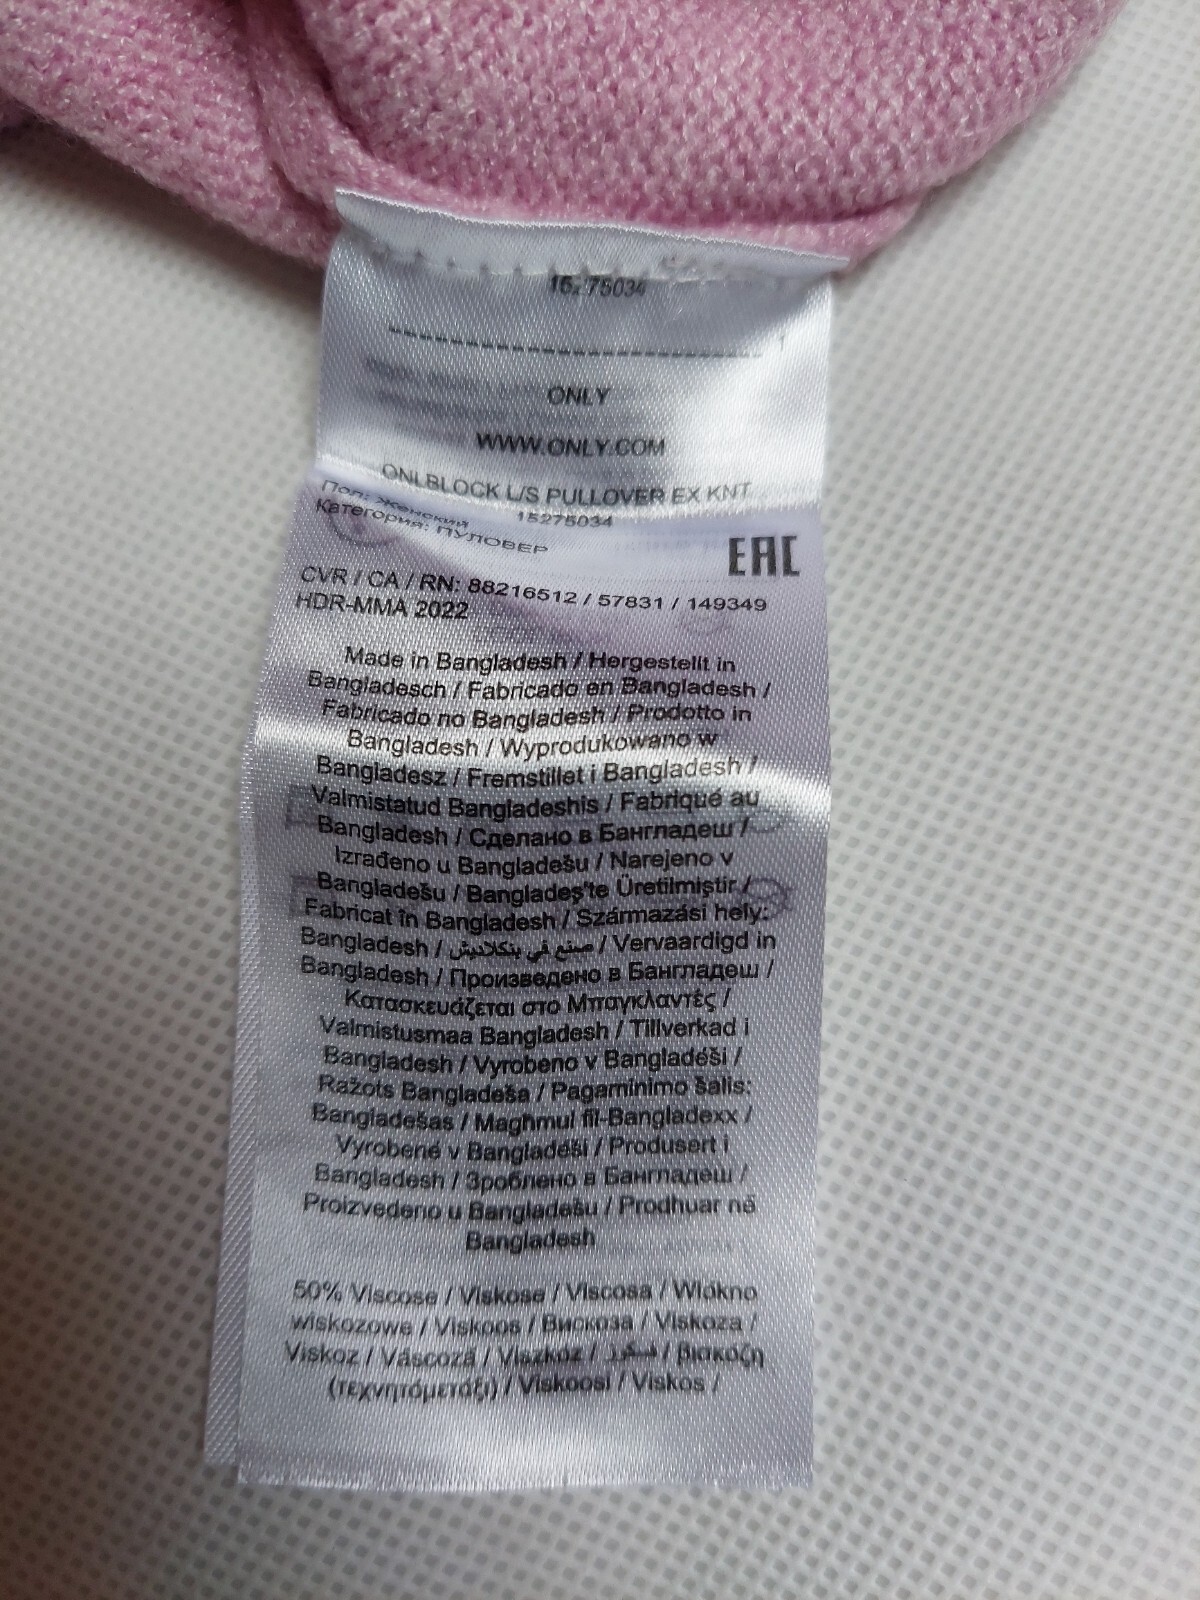 15275034
ONLY
WWW.ONLY.COM
ONLBLOCK L/S PULLOVER EX KNT
15275034
Пол: Женский
Категория: ПУЛОВЕР
EAC
CVR / CA / RN: 88216512 / 57831 / 149349
HDR-MMA 2022
Made in Bangladesh / Hergestellt in
Bangladesch / Fabricado en Bangladesh /
Fabricado no Bangladesh / Prodotto in
Bangladesh / Wyprodukowano w
Bangladesz / Fremstillet i Bangladesh /
Valmistatud Bangladeshis / Fabriqué au
Bangladesh / Сделано в Бангладеш /
Izrađeno u Bangladešu / Narejeno v
Bangladešu / Bangladeş'te Üretilmiştir /
Fabricat în Bangladesh / Származási hely:
Bangladesh / صنع في بنكلاديش / Vervaardigd in
Bangladesh / Произведено в Бангладеш /
Κατασκευάζεται στο Μπαγκλαντές /
Valmistusmaa Bangladesh / Tillverkad i
Bangladesh / Vyrobeno v Bangladéši /
Ražots Bangladeša / Pagaminimo šalis:
Bangladešas / Magħmul fil-Bangladexx /
Vyrobené v Bangladéši / Produsert i
Bangladesh / Зроблено в Бангладеш /
Proizvedeno u Bangladešu / Prodhuar në
Bangladesh
50% Viscose / Viskose / Viscosa / Włókno
wiskozowe / Viskoos / Вискоза / Viskoza /
Viskoz / Vâscoză / Viszkóz / فسكوز / βισκόζη
(τεχνητόμετάξι) / Viskoosi / Viskos /